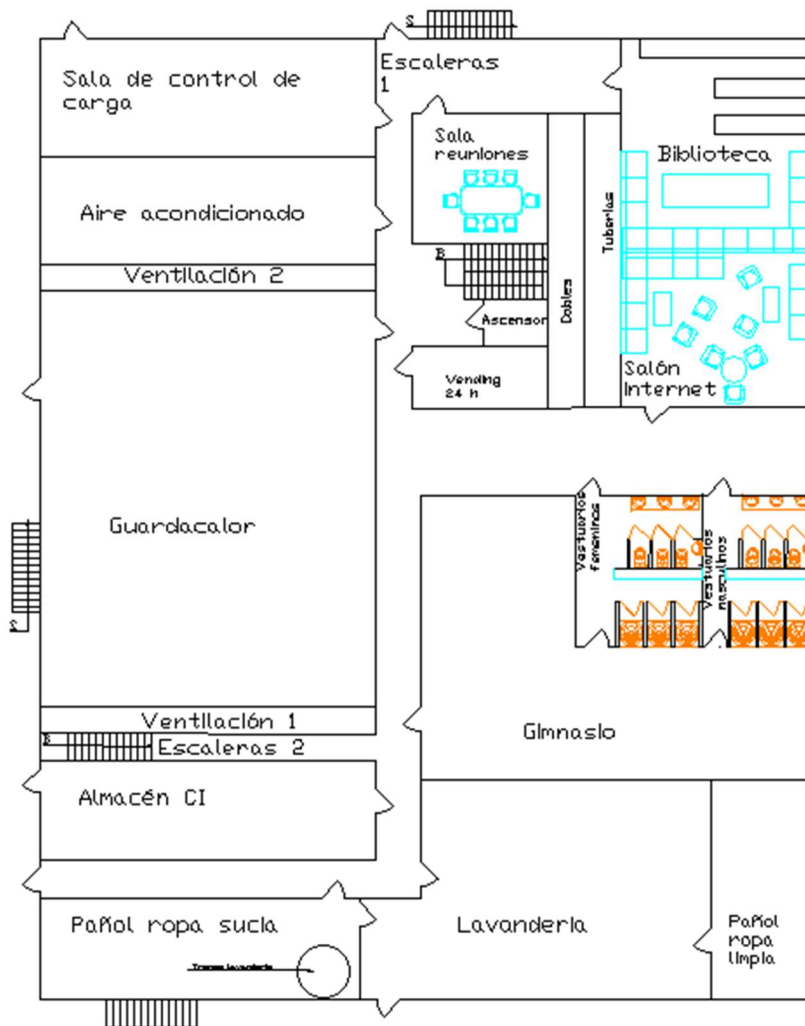 S
Escaleras
1
Sala de control de
carga
Sala
reuniones
Biblioteca
Aire acondicionado
Tuberías
B
Ventilación 2
Ascensor
Cables
Salón
Internet
Vending
24 h
Guardacalor
Vestuarios
femeninos
Vestuarios
masculinos
Ventilación 1
Gimnasio
B
Escaleras 2
Almacén CI
Pañol ropa sucia
Lavandería
Pañol
ropa
limpia